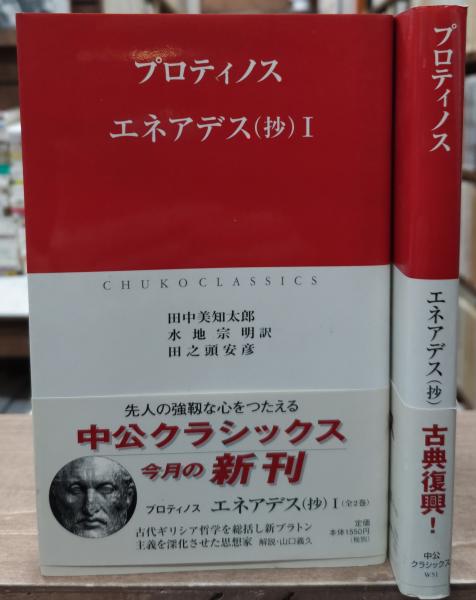 プロティノス
エネアデス(抄) I
CHUKO CLASSICS
田中美知太郎
水地宗明訳
田之頭安彦
先人の強靱な心をつたえる
中公クラシックス
今月の新刊
プロティノス エネアデス(抄) I (全2巻)
古代ギリシア哲学を総括し新プラトン
主義を深化させた思想家 解説・山口義久
定価
本体1550円
(税別)
プロティノス
エネアデス(抄)
古典復興!
中公
クラシックス
W51